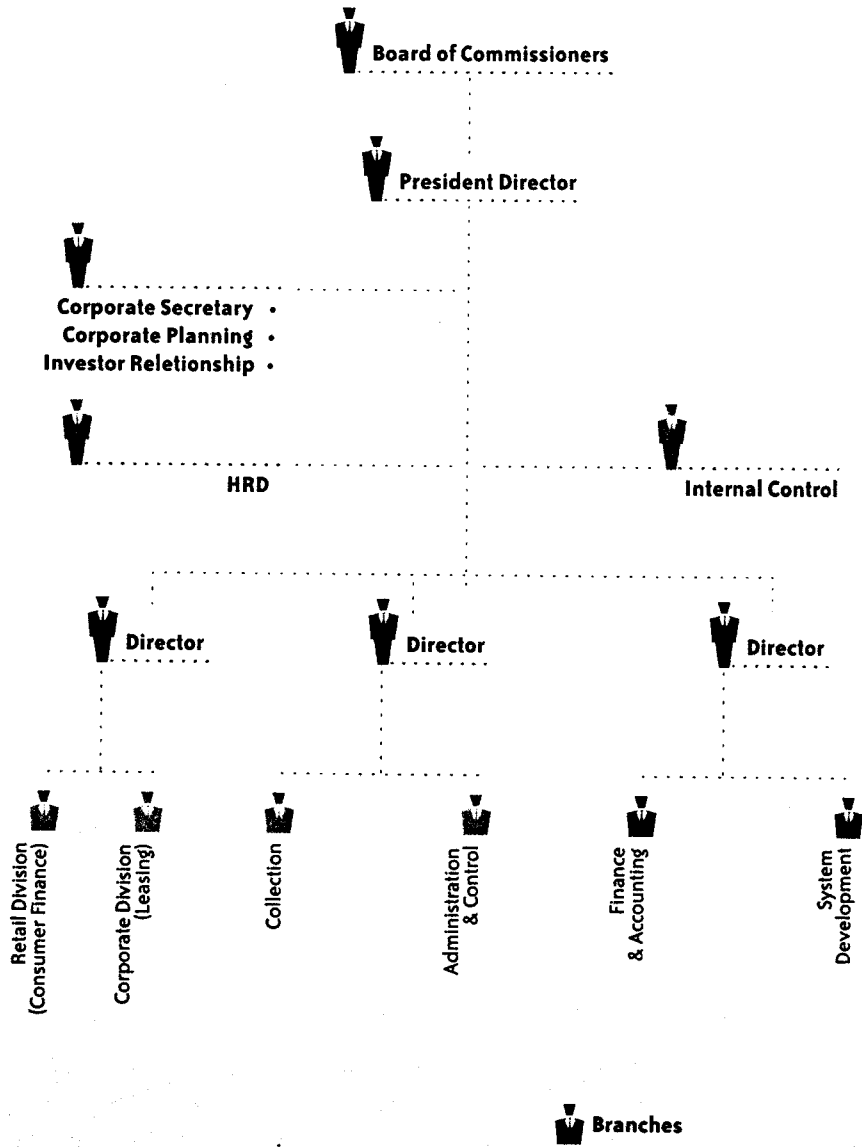 Board of Commissioners
President Director
Corporate Secretary •
Corporate Planning •
Investor Reletionship •
HRD
Internal Control
Director
Director
Director
Retail Division
(Consumer Finance)
Corporate Division
(Leasing)
Collection
Administration
& Control
Finance
& Accounting
System
Development
Branches